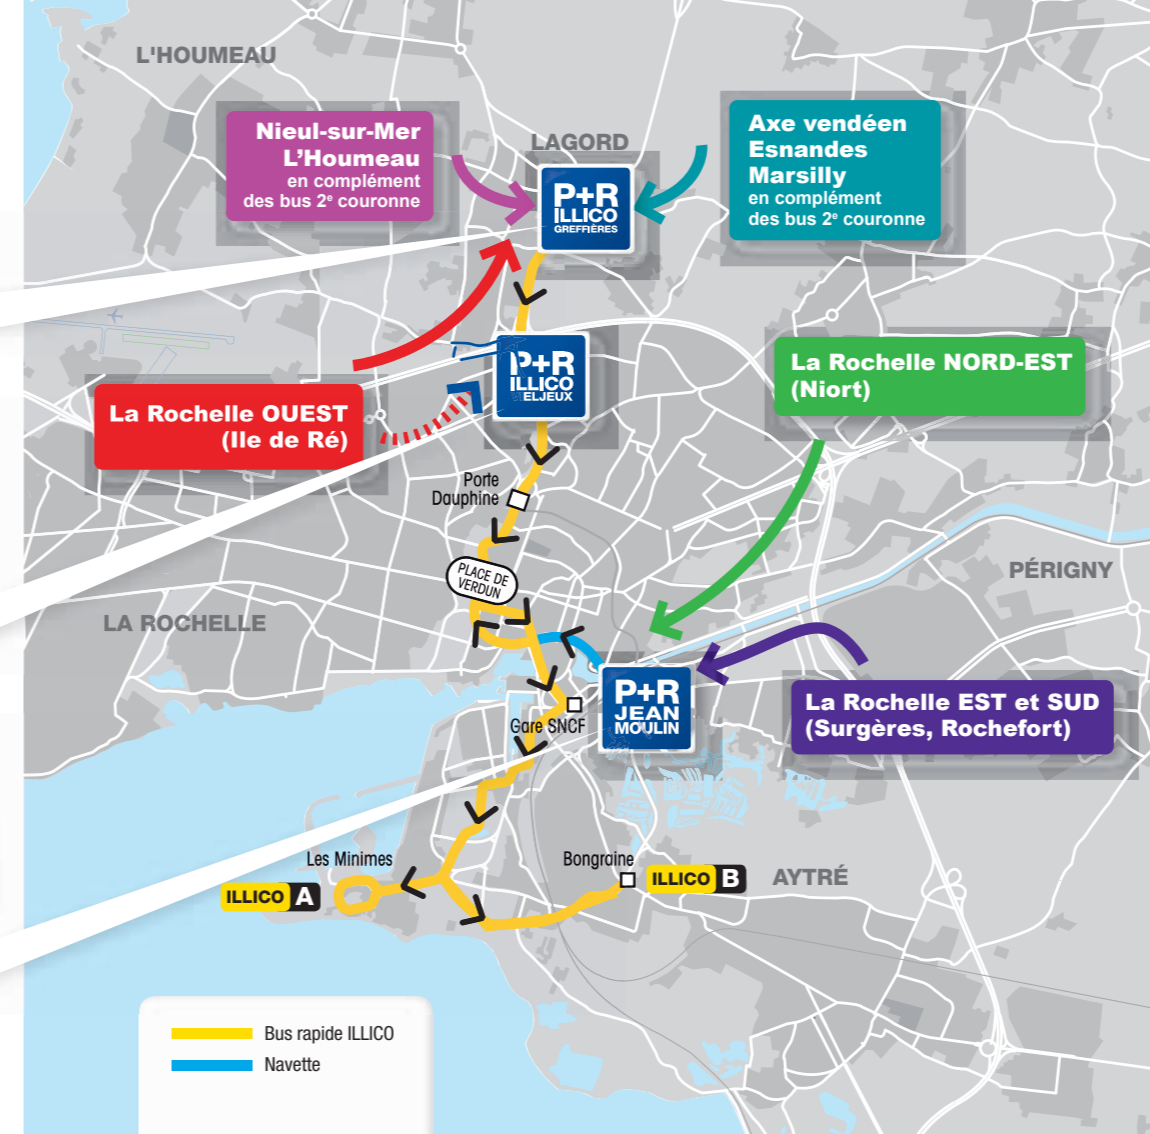 L'HOUMEAU
Nieul-sur-Mer
L'Houmeau
en complément
des bus 2e couronne
LAGORD
P+R
ILLICO
GREFFIÈRES
Axe vendéen
Esnandes
Marsilly
en complément
des bus 2e couronne
P+R
ILLICO
VIELJEUX
La Rochelle NORD-EST
(Niort)
La Rochelle OUEST
(Ile de Ré)
Porte
Dauphine
PLACE DE
VERDUN
PÉRIGNY
LA ROCHELLE
P+R
JEAN
MOULIN
Gare SNCF
La Rochelle EST et SUD
(Surgères, Rochefort)
Les Minimes
ILLICO A
Bongraine
ILLICO B
AYTRÉ
Bus rapide ILLICO
Navette